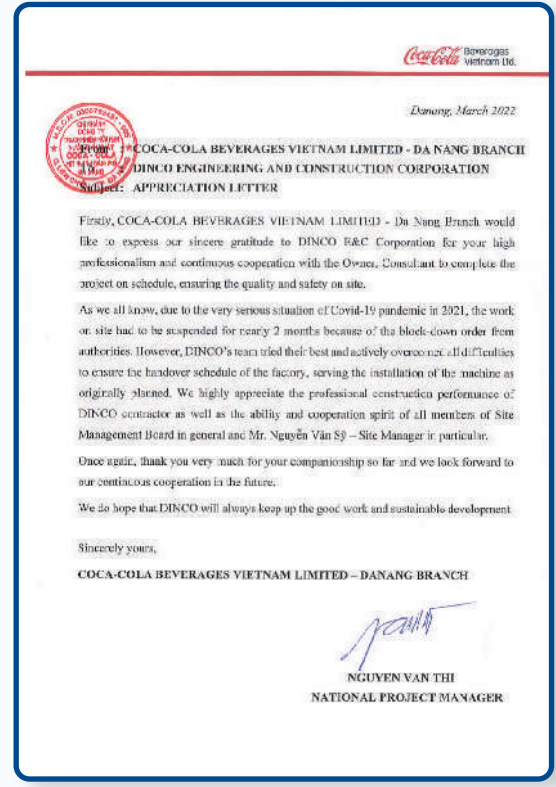 Coca-Cola Beverages
Vietnam Ltd.
Danang, March 2022
From : COCA-COLA BEVERAGES VIETNAM LIMITED - DA NANG BRANCH
: DINCO ENGINEERING AND CONSTRUCTION CORPORATION
Subject: APPRECIATION LETTER
Firstly, COCA-COLA BEVERAGES VIETNAM LIMITED - Da Nang Branch would
like to express our sincere gratitude to DINCO E&C Corporation for your high
professionalism and continuous cooperation with the Owner, Consultant to complete the
project on schedule, ensuring the quality and safety on site.
As we all know, due to the very serious situation of Covid-19 pandemic in 2021, the work
on site had to be suspended for nearly 2 months because of the block-down order from
authorities. However, DINCO's team tried their best and actively overcomed all difficulties
to ensure the handover schedule of the factory, serving the installation of the machine as
originally planned. We highly appreciate the professional construction performance of
DINCO contractor as well as the ability and cooperation spirit of all members of Site
Management Board in general and Mr. Nguyễn Văn Sỹ – Site Manager in particular.
Once again, thank you very much for your companionship so far and we look forward to
our continuous cooperation in the future.
We do hope that DINCO will always keep up the good work and sustainable development
Sincerely yours,
COCA-COLA BEVERAGES VIETNAM LIMITED – DANANG BRANCH
NGUYEN VAN THI
NATIONAL PROJECT MANAGER